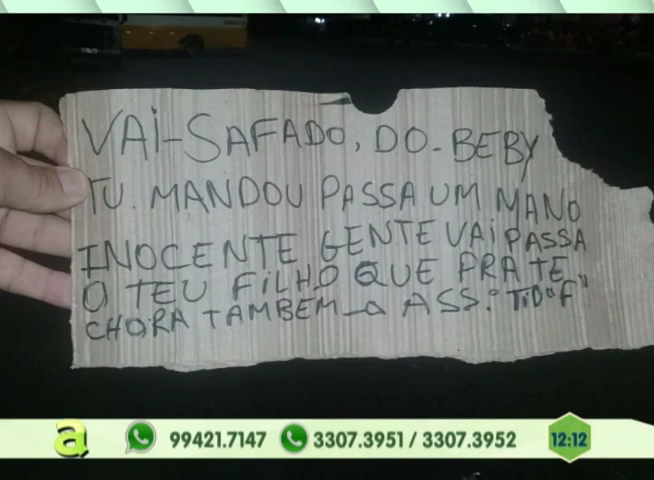 VAI-SAFADO, DO-BEBY
TU. MANDOU PASSA UM MANO
INOCENTE, GENTE VAI PASSA
O TEU FILHO QUE PRA TE
CHORA TAMBEM_ ASS:" TiD"F"
a 99421.7147 3307.3951 / 3307.3952 12:12